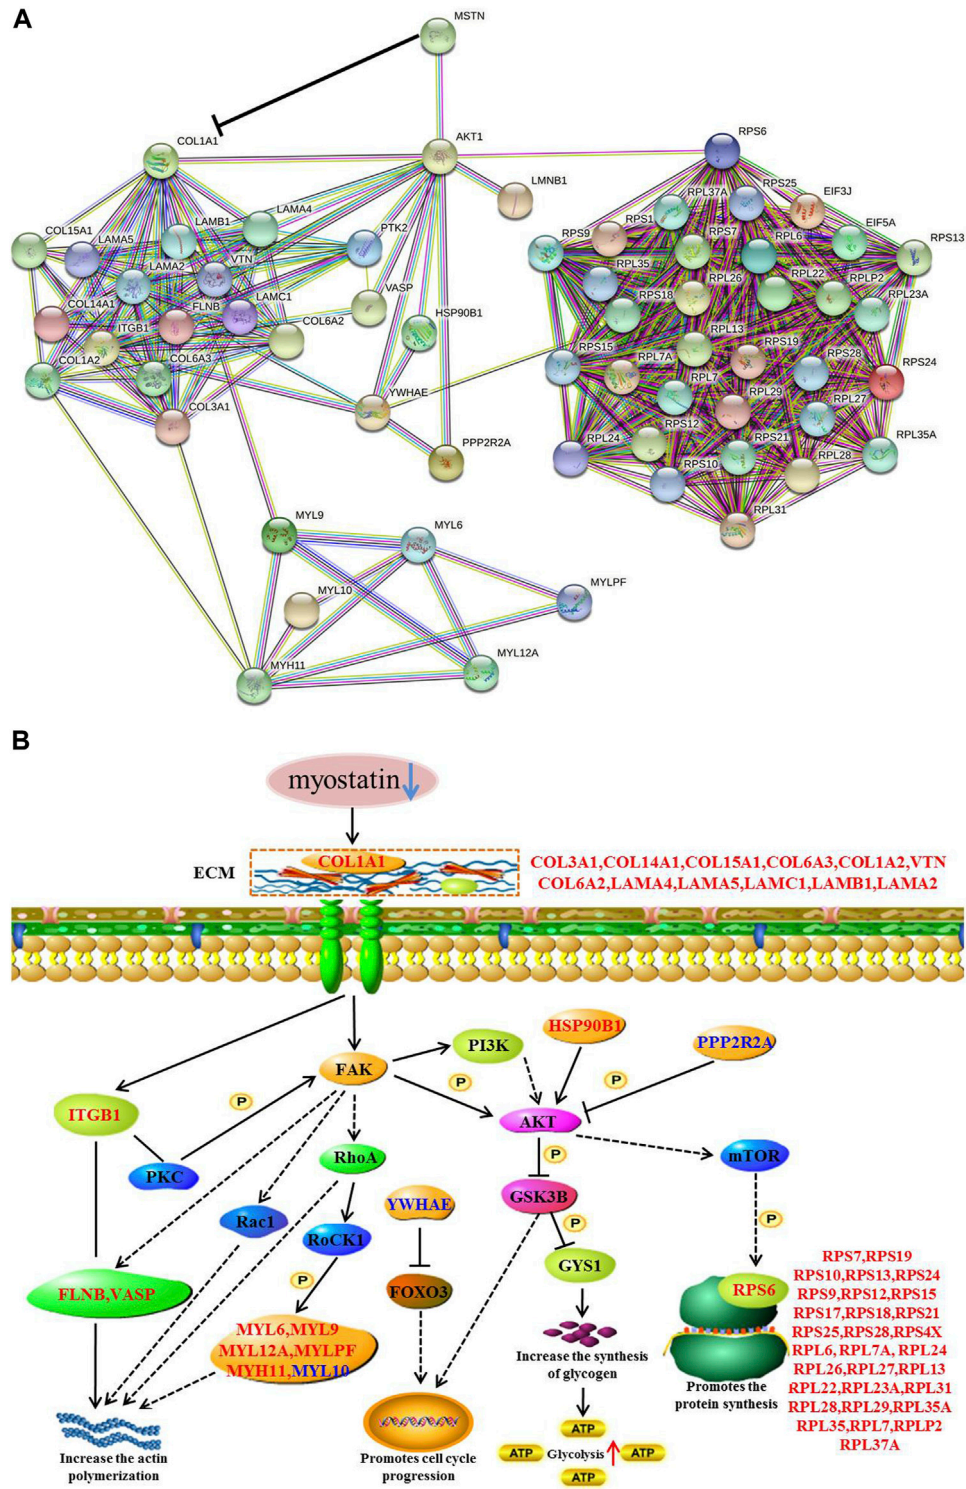 A
MSTN
COL1A1
AKT1
RPS6
LMNB1
RPS25
RPL37A
EIF3J
LAMA4
LAMB1
RPS1
EIF5A
COL15A1
LAMA5
PTK2
RPS9
RPS7
RPL6
RPS13
VTN
LAMA2
RPL35
RPL26
RPL22
RPLP2
VASP
COL14A1
FLNB
LAMC1
RPS18
RPL23A
HSP90B1
ITGB1
COL6A2
RPL13
COL1A2
COL6A3
RPS15
RPL7A
RPS19
RPS28
RPS24
RPL7
YWHAE
RPL29
RPL27
COL3A1
RPS12
RPL24
RPS21
RPL35A
PPP2R2A
RPS10
RPL28
RPL31
MYL9
MYL6
MYL10
MYLPF
MYL12A
MYH11
B
myostatin
ECM
COL1A1
COL3A1,COL14A1,COL15A1,COL6A3,COL1A2,VTN
COL6A2,LAMA4,LAMA5,LAMC1,LAMB1,LAMA2
HSP90B1
PI3K
PPP2R2A
FAK
P
P
P
ITGB1
AKT
RhoA
P
mTOR
PKC
GSK3B
YWHAE
Rac1
P
P
RoCK1
RPS7,RPS19
GYS1
RPS10,RPS13,RPS24
P
FLNB,VASP
FOXO3
RPS6
RPS9,RPS12,RPS15
RPS17,RPS18,RPS21
MYL6,MYL9
RPS25,RPS28,RPS4X
MYL12A,MYLPF
RPL6,RPL7A, RPL24
MYH11,MYL10
Increase the synthesis
of glycogen
RPL26,RPL27,RPL13
Promotes the
protein synthesis
RPL22,RPL23A,RPL31
RPL28,RPL29,RPL35A
RPL35,RPL7,RPLP2
RPL37A
ATP
ATP
Glycolysis
ATP
ATP
Increase the actin
polymerization
Promotes cell cycle
progression